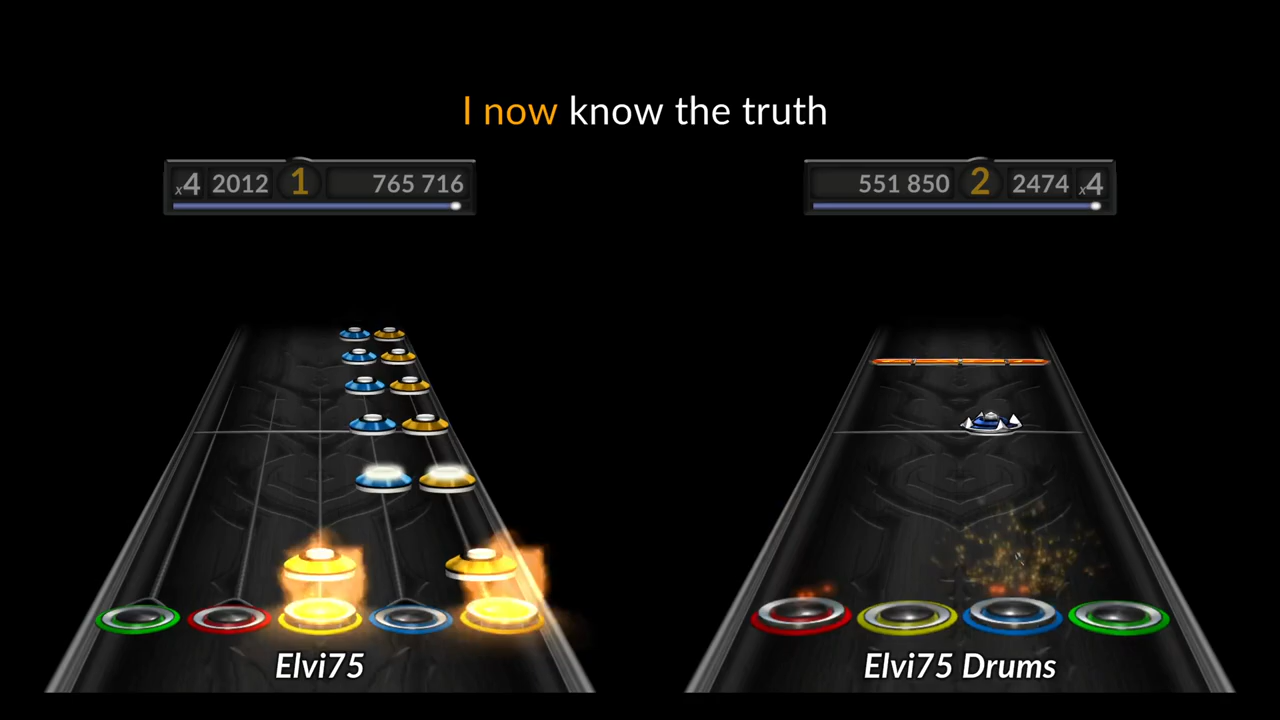 I now know the truth
x4 2012 1 765 716
551 850 2 2474 x4
Elvi75
Elvi75 Drums